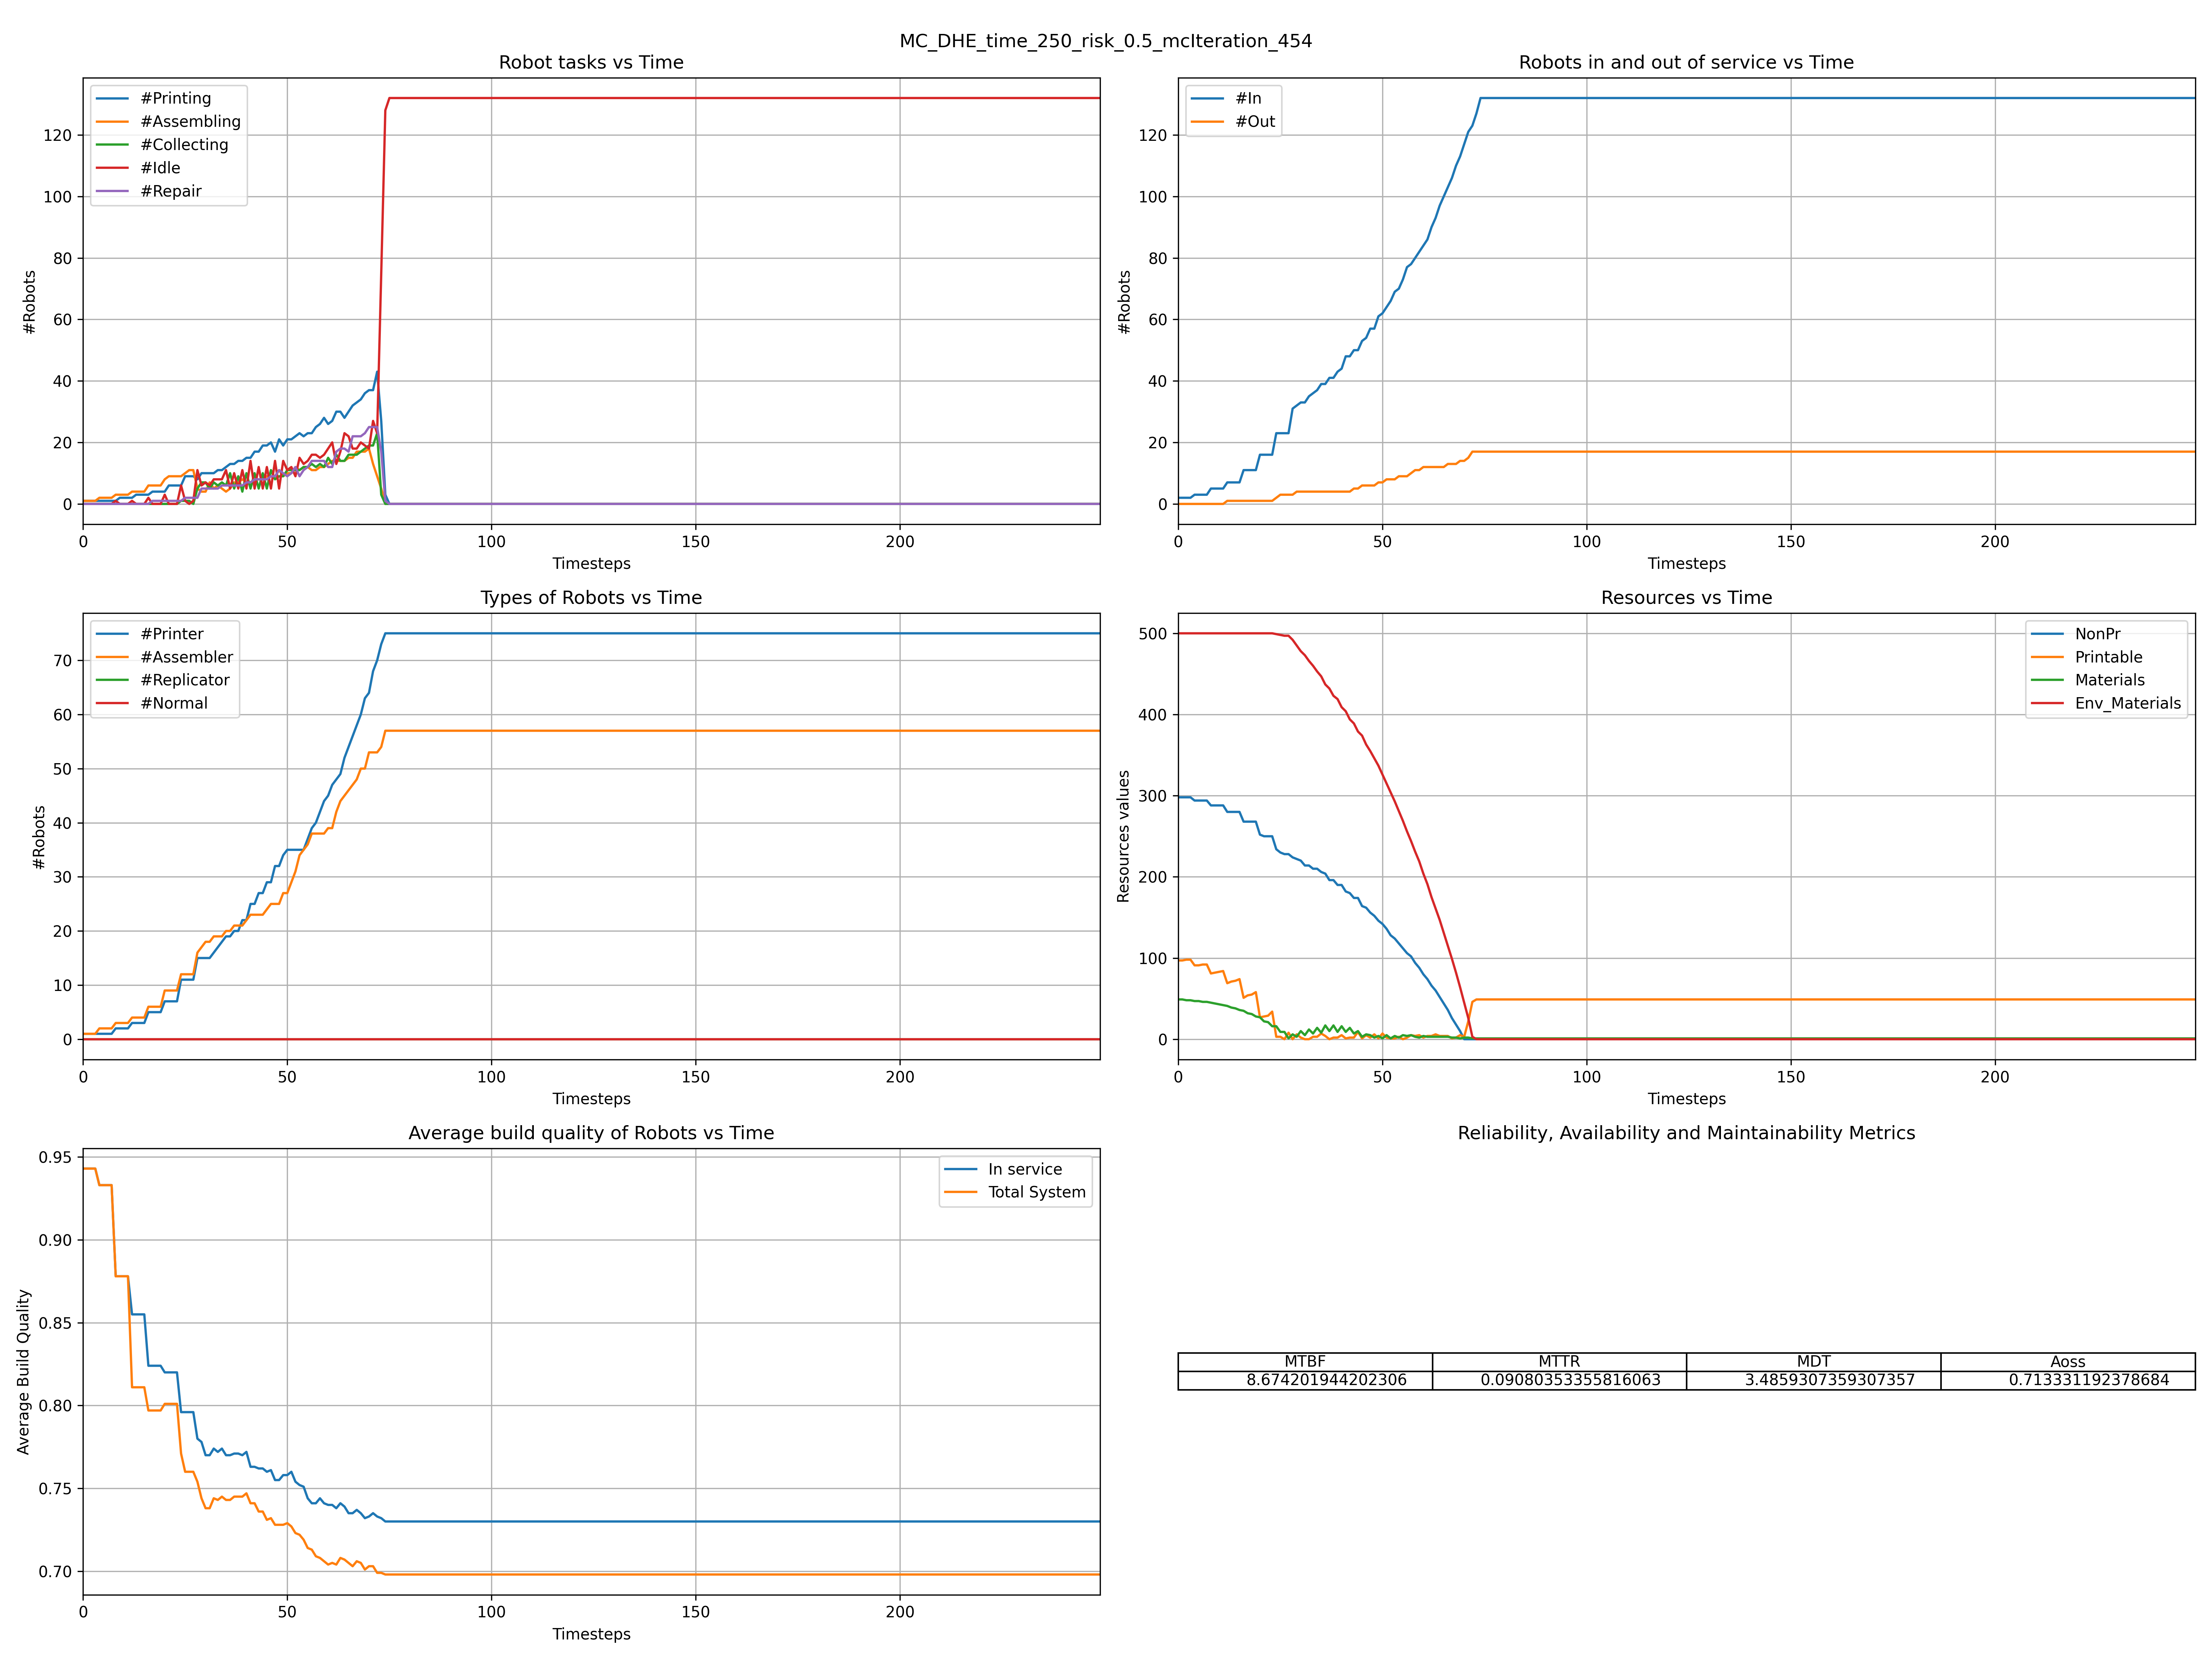 MC_DHE_time_250_risk_0.5_mcIteration_454
Robot tasks vs Time
#Robots
120
100
80
60
40
20
0
#Printing
#Assembling
#Collecting
#Idle
#Repair
0 50 100 150 200
Timesteps
Robots in and out of service vs Time
#Robots
120
100
80
60
40
20
0
#In
#Out
0 50 100 150 200
Timesteps
Types of Robots vs Time
#Robots
70
60
50
40
30
20
10
0
#Printer
#Assembler
#Replicator
#Normal
0 50 100 150 200
Timesteps
Resources vs Time
Resources values
500
400
300
200
100
0
NonPr
Printable
Materials
Env_Materials
0 50 100 150 200
Timesteps
Average build quality of Robots vs Time
Average Build Quality
0.95
0.90
0.85
0.80
0.75
0.70
In service
Total System
0 50 100 150 200
Timesteps
Reliability, Availability and Maintainability Metrics
MTBF MTTR MDT Aoss
8.674201944202306 0.09080353355816063 3.4859307359307357 0.7133311923786​84